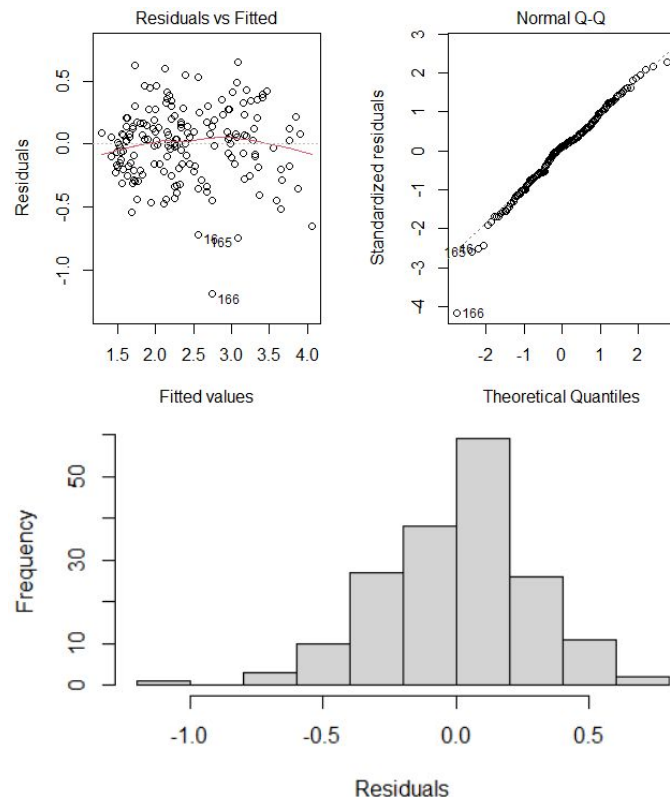 Residuals vs Fitted
Residuals
0.5
0.0
-0.5
-1.0
16
165
166
1.5 2.0 2.5 3.0 3.5 4.0
Fitted values
Normal Q-Q
Standardized residuals
3
2
1
0
-1
-2
-3
-4
165
16
166
-2 -1 0 1 2
Theoretical Quantiles
Frequency
50
30
10
0
-1.0 -0.5 0.0 0.5
Residuals